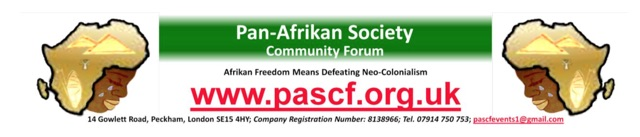 Pan-Afrikan Society
Community Forum
Afrikan Freedom Means Defeating Neo-Colonialism
www.pascf.org.uk
14 Gowlett Road, Peckham, London SE15 4HY; Company Registration Number: 8138966; Tel. 07914 750 753; pascfevents1@gmail.com